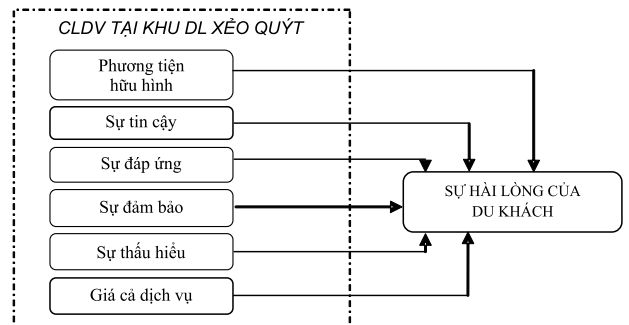 CLDV TẠI KHU DL XẺO QUÝT
Phương tiện
hữu hình
Sự tin cậy
Sự đáp ứng
Sự đảm bảo
Sự thấu hiểu
Giá cả dịch vụ
SỰ HÀI LÒNG CỦA
DU KHÁCH